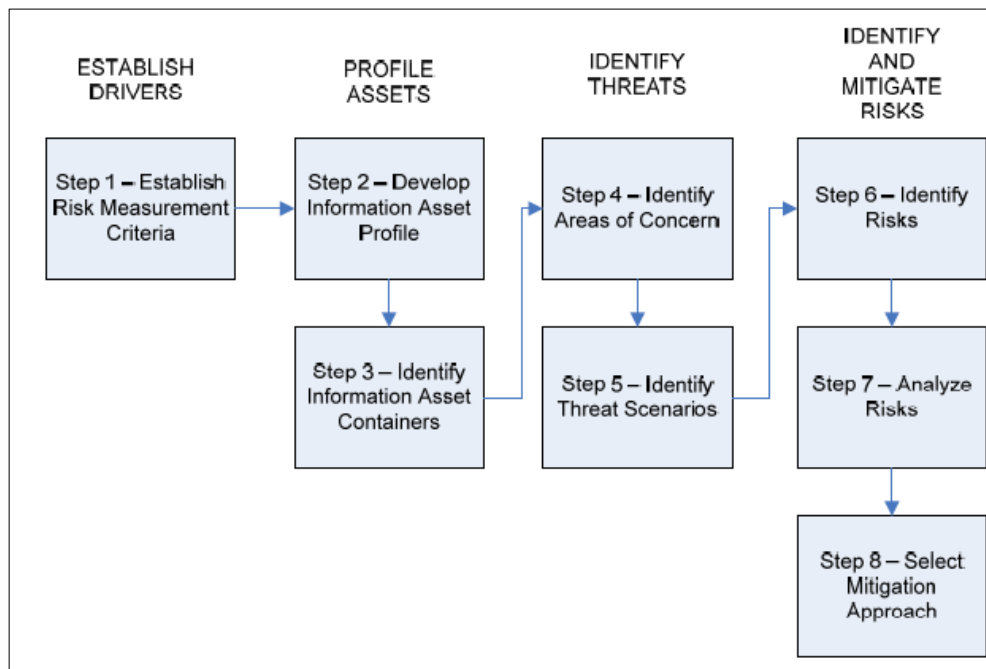 ESTABLISH
DRIVERS
PROFILE
ASSETS
IDENTIFY
THREATS
IDENTIFY
AND
MITIGATE
RISKS
Step 1 – Establish
Risk Measurement
Criteria
Step 2 – Develop
Information Asset
Profile
Step 3 – Identify
Information Asset
Containers
Step 4 – Identify
Areas of Concern
Step 5 – Identify
Threat Scenarios
Step 6 – Identify
Risks
Step 7 – Analyze
Risks
Step 8 – Select
Mitigation
Approach